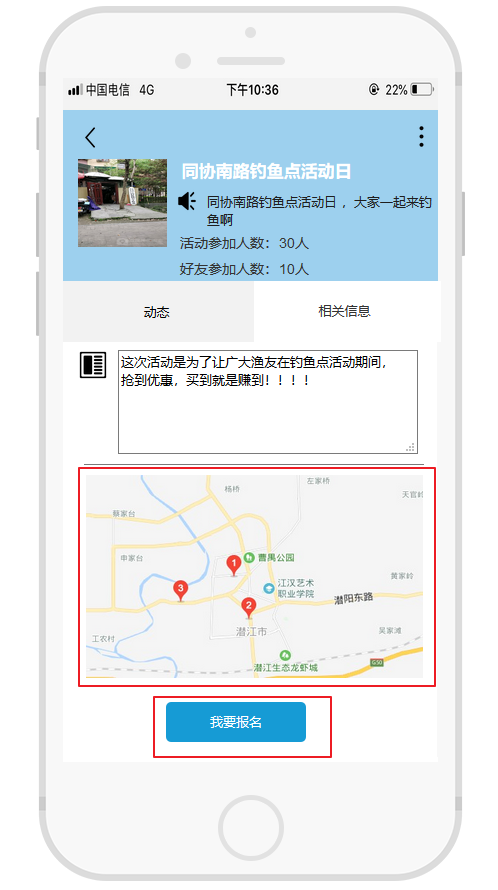 中国电信 4G 下午10:36 22%
同协南路钓鱼点活动日
同协南路钓鱼点活动日，大家一起来钓
鱼啊
活动参加人数：30人
好友参加人数：10人
动态 相关信息
这次活动是为了让广大渔友在钓鱼点活动期间，
抢到优惠，买到就是赚到！！！！
左家桥
杨桥
天官岭
蔡家台
1 曹禺公园
申家台
黄家岭
3
江汉艺术
职业学院
2
潜阳东路
潜江市
吴家滩
工农村
潜江生态龙虾城
G50
我要报名